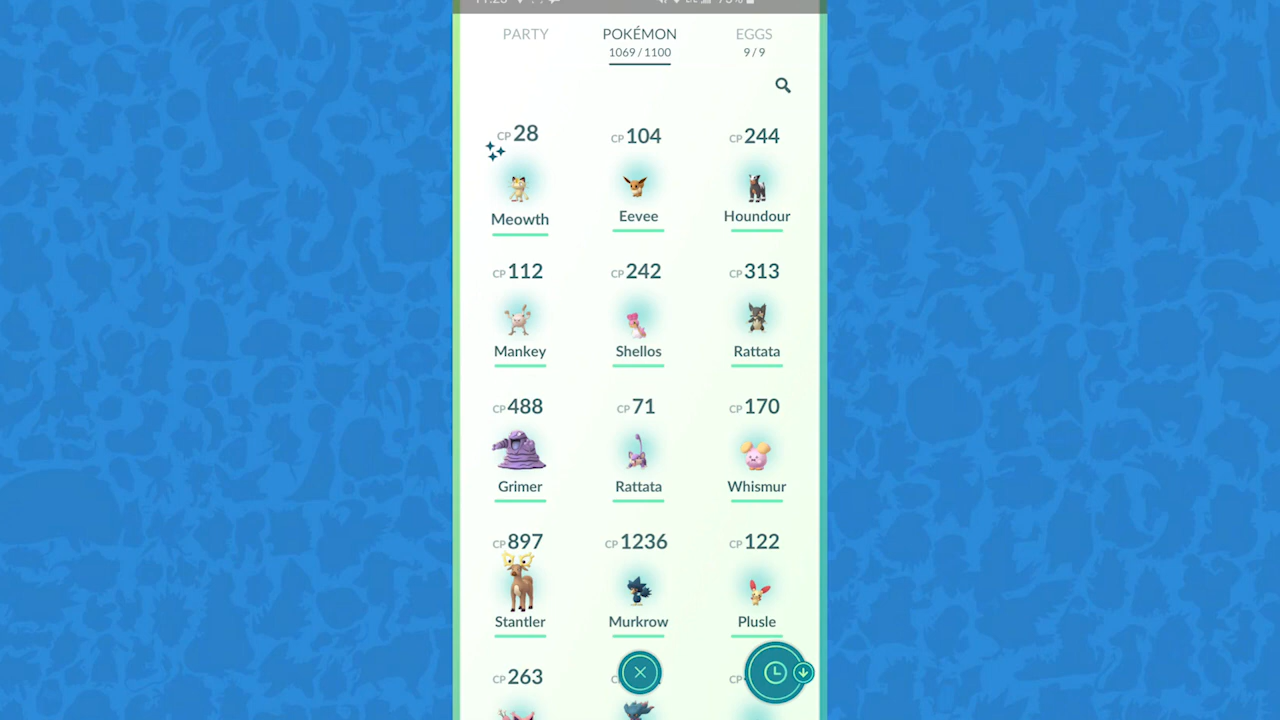 PARTY POKÉMON EGGS
1069 / 1100 9 / 9
CP 28 CP 104 CP 244
Meowth Eevee Houndour
CP 112 CP 242 CP 313
Mankey Shellos Rattata
CP 488 CP 71 CP 170
Grimer Rattata Whismur
CP 897 CP 1236 CP 122
Stantler Murkrow Plusle
CP 263